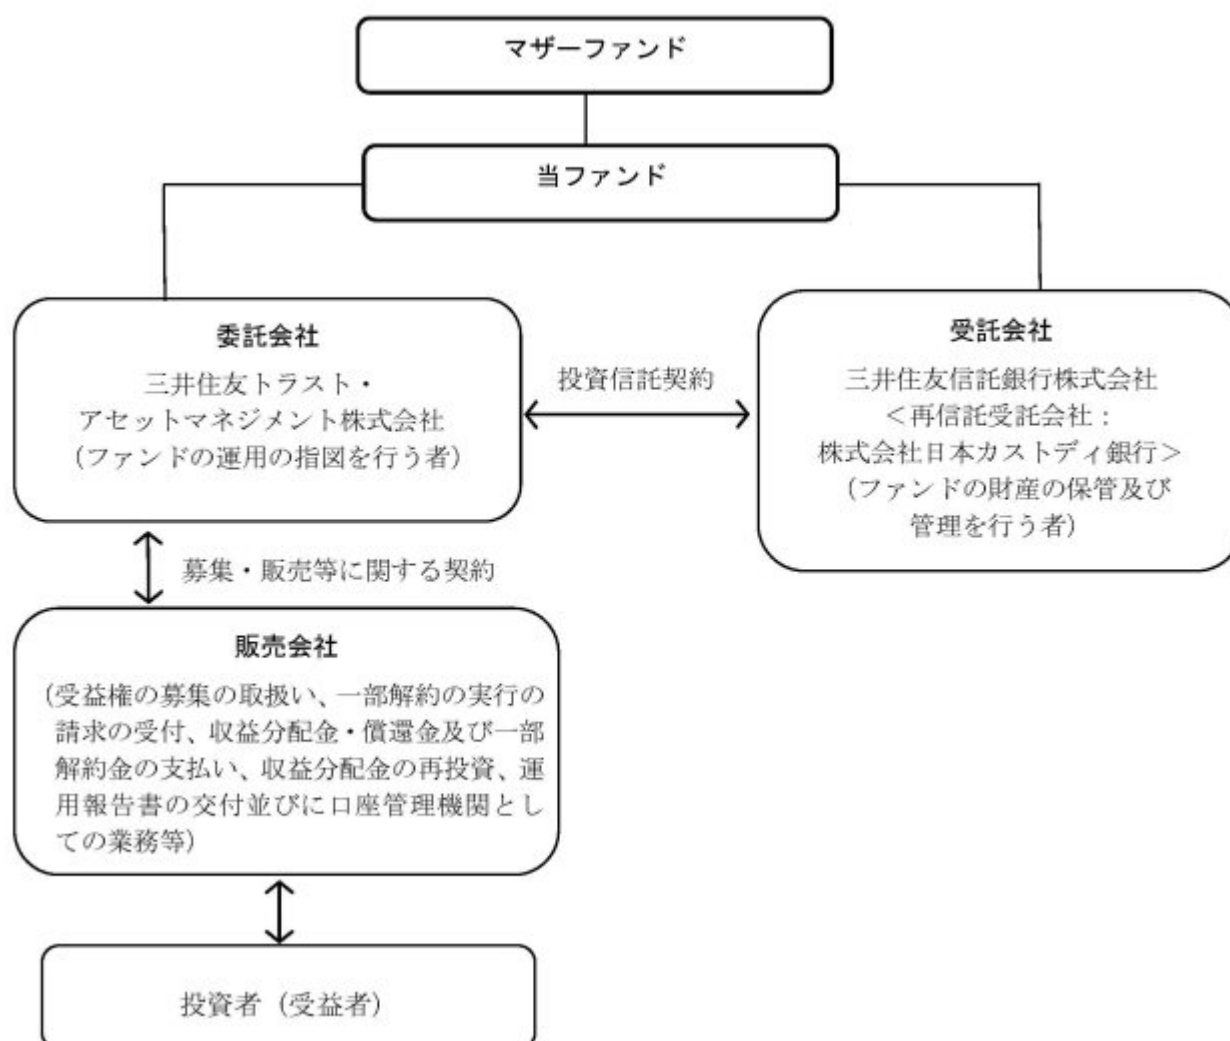 マザーファンド
当ファンド
委託会社
三井住友トラスト・
アセットマネジメント株式会社
（ファンドの運用の指図を行う者）
投資信託契約
受託会社
三井住友信託銀行株式会社
＜再信託受託会社：
株式会社日本カストディ銀行＞
（ファンドの財産の保管及び
管理を行う者）
募集・販売等に関する契約
販売会社
（受益権の募集の取扱い、一部解約の実行の
請求の受付、収益分配金・償還金及び一部
解約金の支払い、収益分配金の再投資、運
用報告書の交付並びに口座管理機関とし
ての業務等）
投資者（受益者）